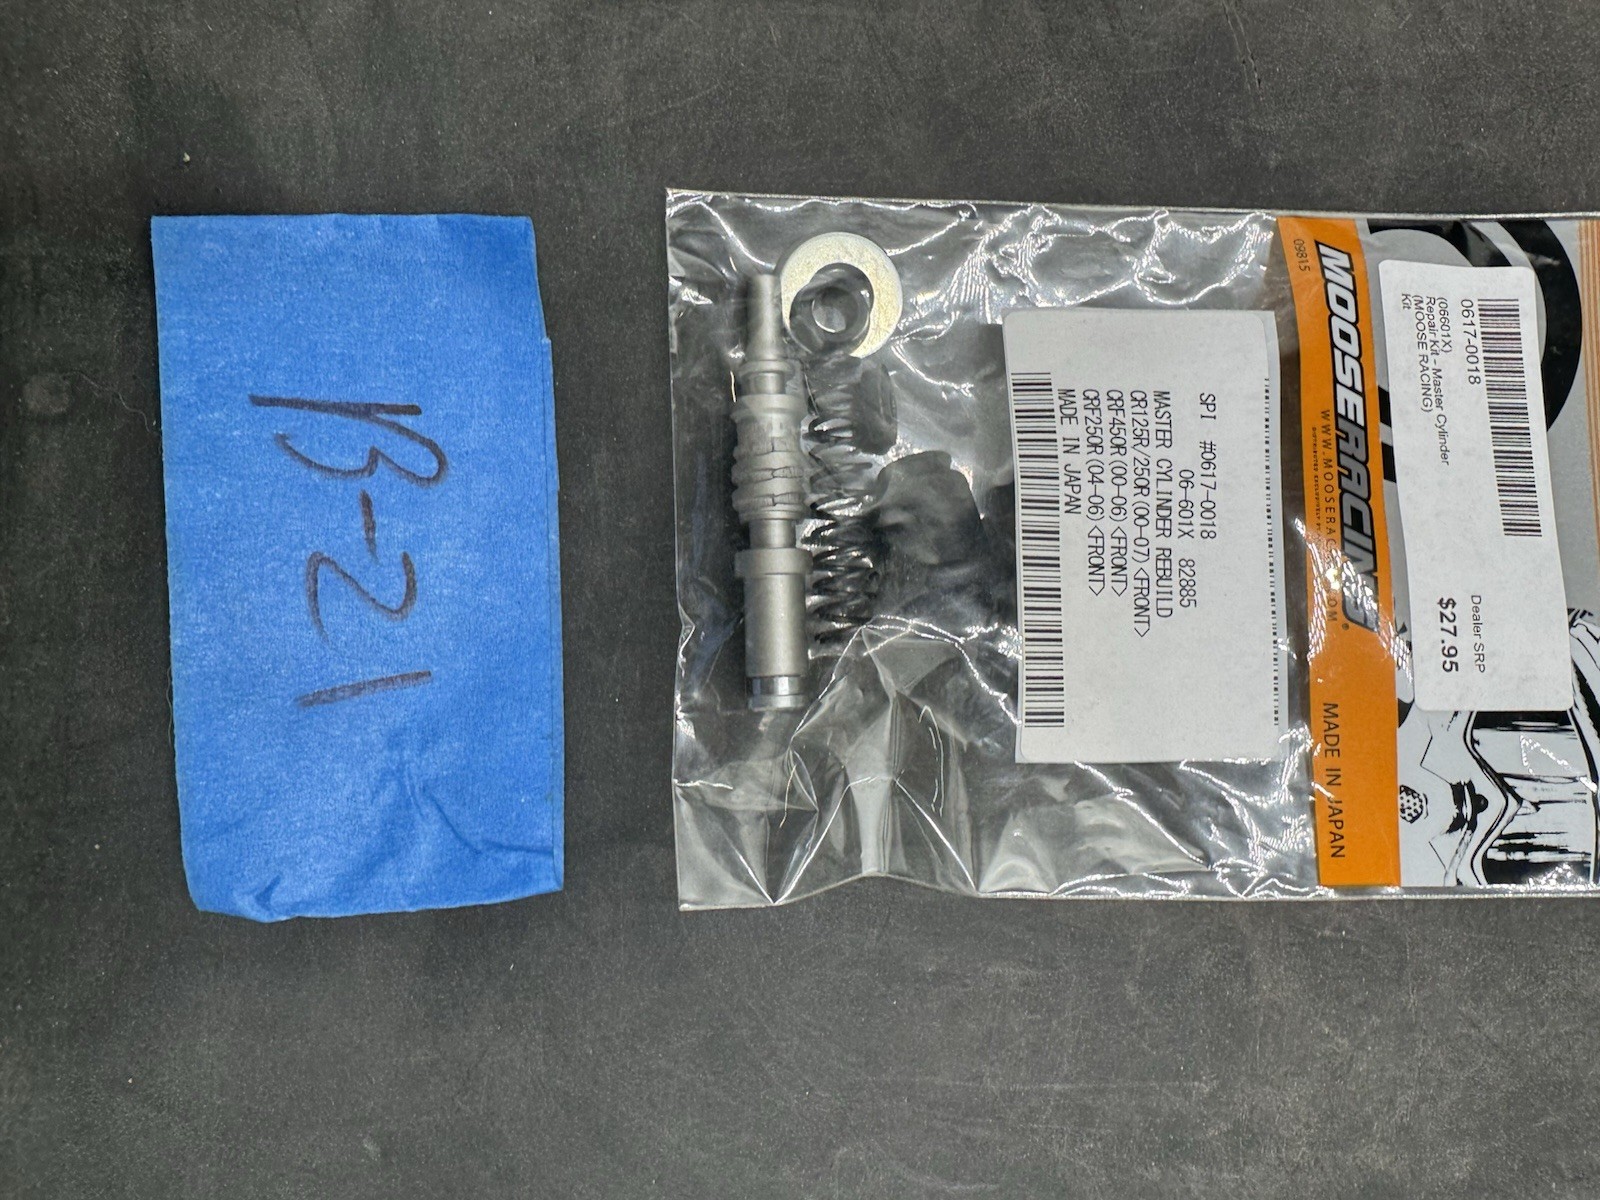 B-21
SPI #0617-0018
06-601X 82885
MASTER CYLINDER REBUILD
CR125R/250R(00-07)<FRONT>
CRF450R(00-06)<FRONT>
CRF250R(04-06)<FRONT>
MADE IN JAPAN
09815
MOOSERACING
WWW.MOOSERACING.COM
MADE IN JAPAN
0617-0018
(06601X)
Repair Kit - Master Cylinder
(MOOSE RACING)
Kit
Dealer SRP
$27.95